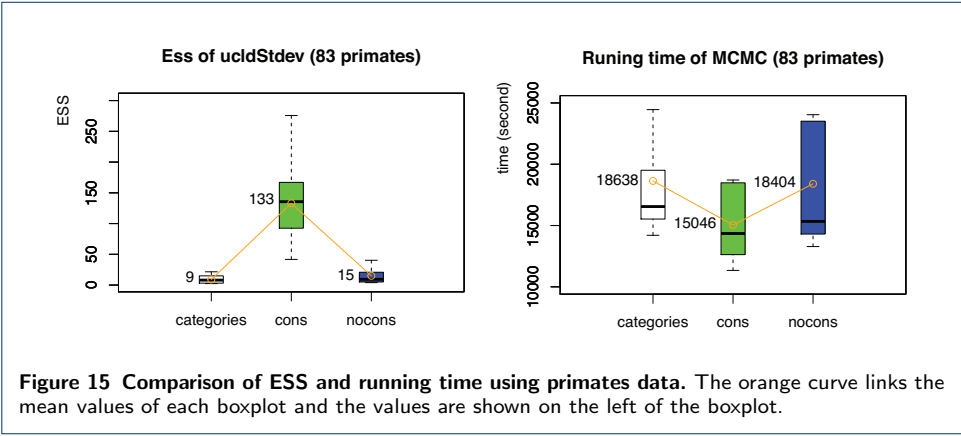 Ess of ucldStdev (83 primates)
ESS
250
150
50
0
9
133
15
categories
cons
nocons
Runing time of MCMC (83 primates)
time (second)
25000
20000
15000
10000
18638
15046
18404
categories
cons
nocons
Figure 15 Comparison of ESS and running time using primates data. The orange curve links the
mean values of each boxplot and the values are shown on the left of the boxplot.